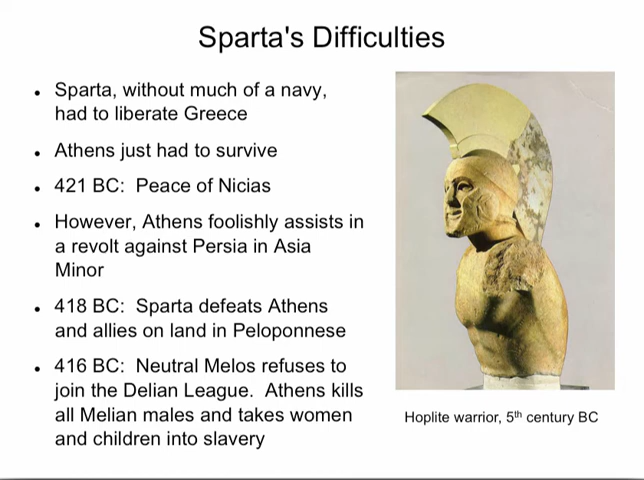 Sparta's Difficulties
• Sparta, without much of a navy,
had to liberate Greece
• Athens just had to survive
• 421 BC: Peace of Nicias
• However, Athens foolishly assists in
a revolt against Persia in Asia
Minor
• 418 BC: Sparta defeats Athens
and allies on land in Peloponnese
• 416 BC: Neutral Melos refuses to
join the Delian League. Athens kills
all Melian males and takes women
and children into slavery
Hoplite warrior, 5th century BC